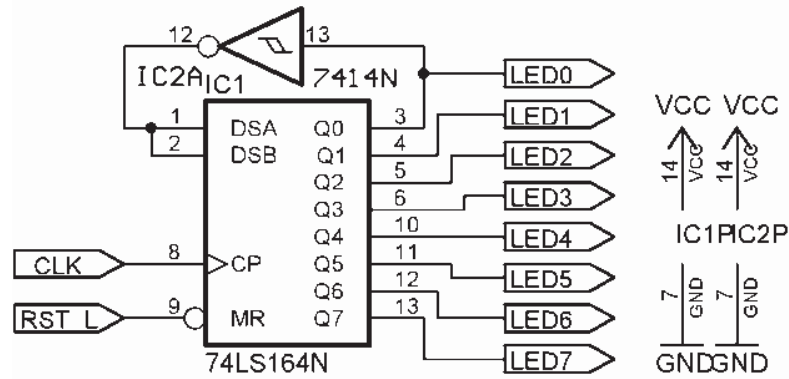 12 13
IC2A IC1 7414N
LED0
1 DSA Q0 3
LED1
2 DSB Q1 4
Q2 5
LED2
Q3 6
LED3
Q4 10
LED4
CLK 8 CP Q5 11
LED5
Q6 12
RST L 9 MR Q7 13
LED6
74LS164N
LED7
VCC VCC
14 VCC 14 VCC
IC1P IC2P
7 GND 7 GND
GND GND